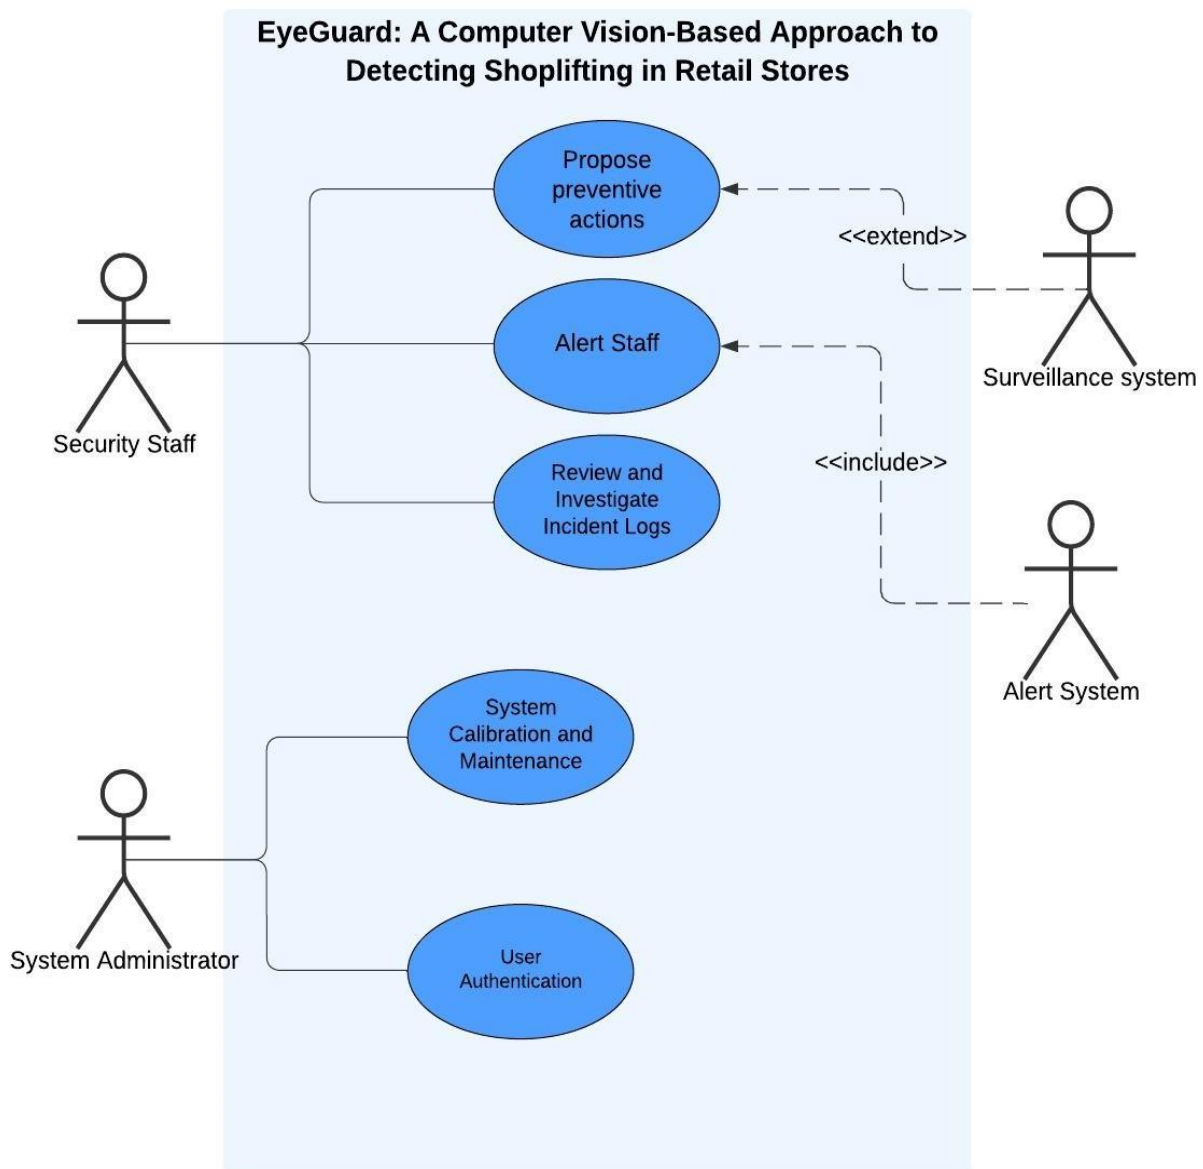 EyeGuard: A Computer Vision-Based Approach to
Detecting Shoplifting in Retail Stores
Propose
preventive
actions
<<extend>>
Surveillance system
Alert Staff
Security Staff
<<include>>
Review and
Investigate
Incident Logs
Alert System
System
Calibration and
Maintenance
System Administrator
User
Authentication